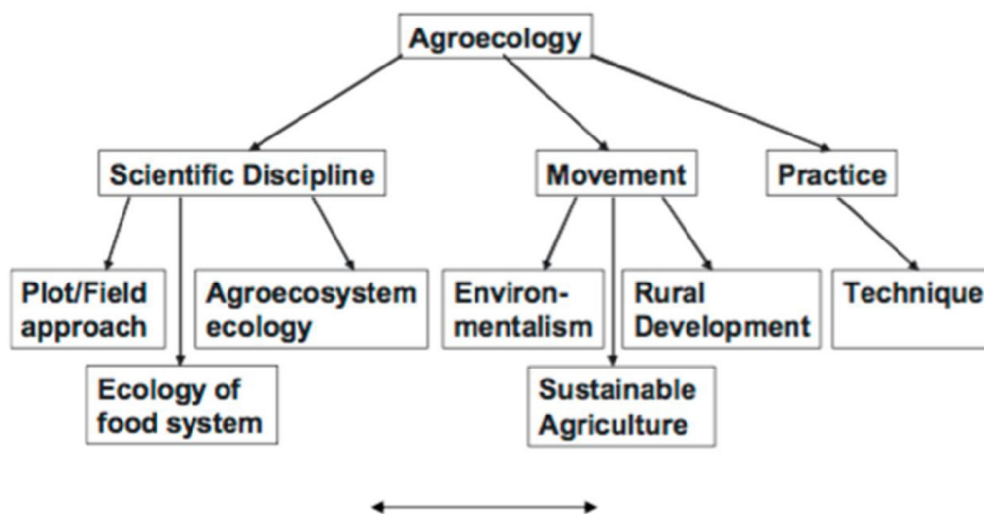 Agroecology
Scientific Discipline
Movement
Practice
Plot/Field
approach
Agroecosystem
ecology
Environ-
mentalism
Rural
Development
Technique
Ecology of
food system
Sustainable
Agriculture